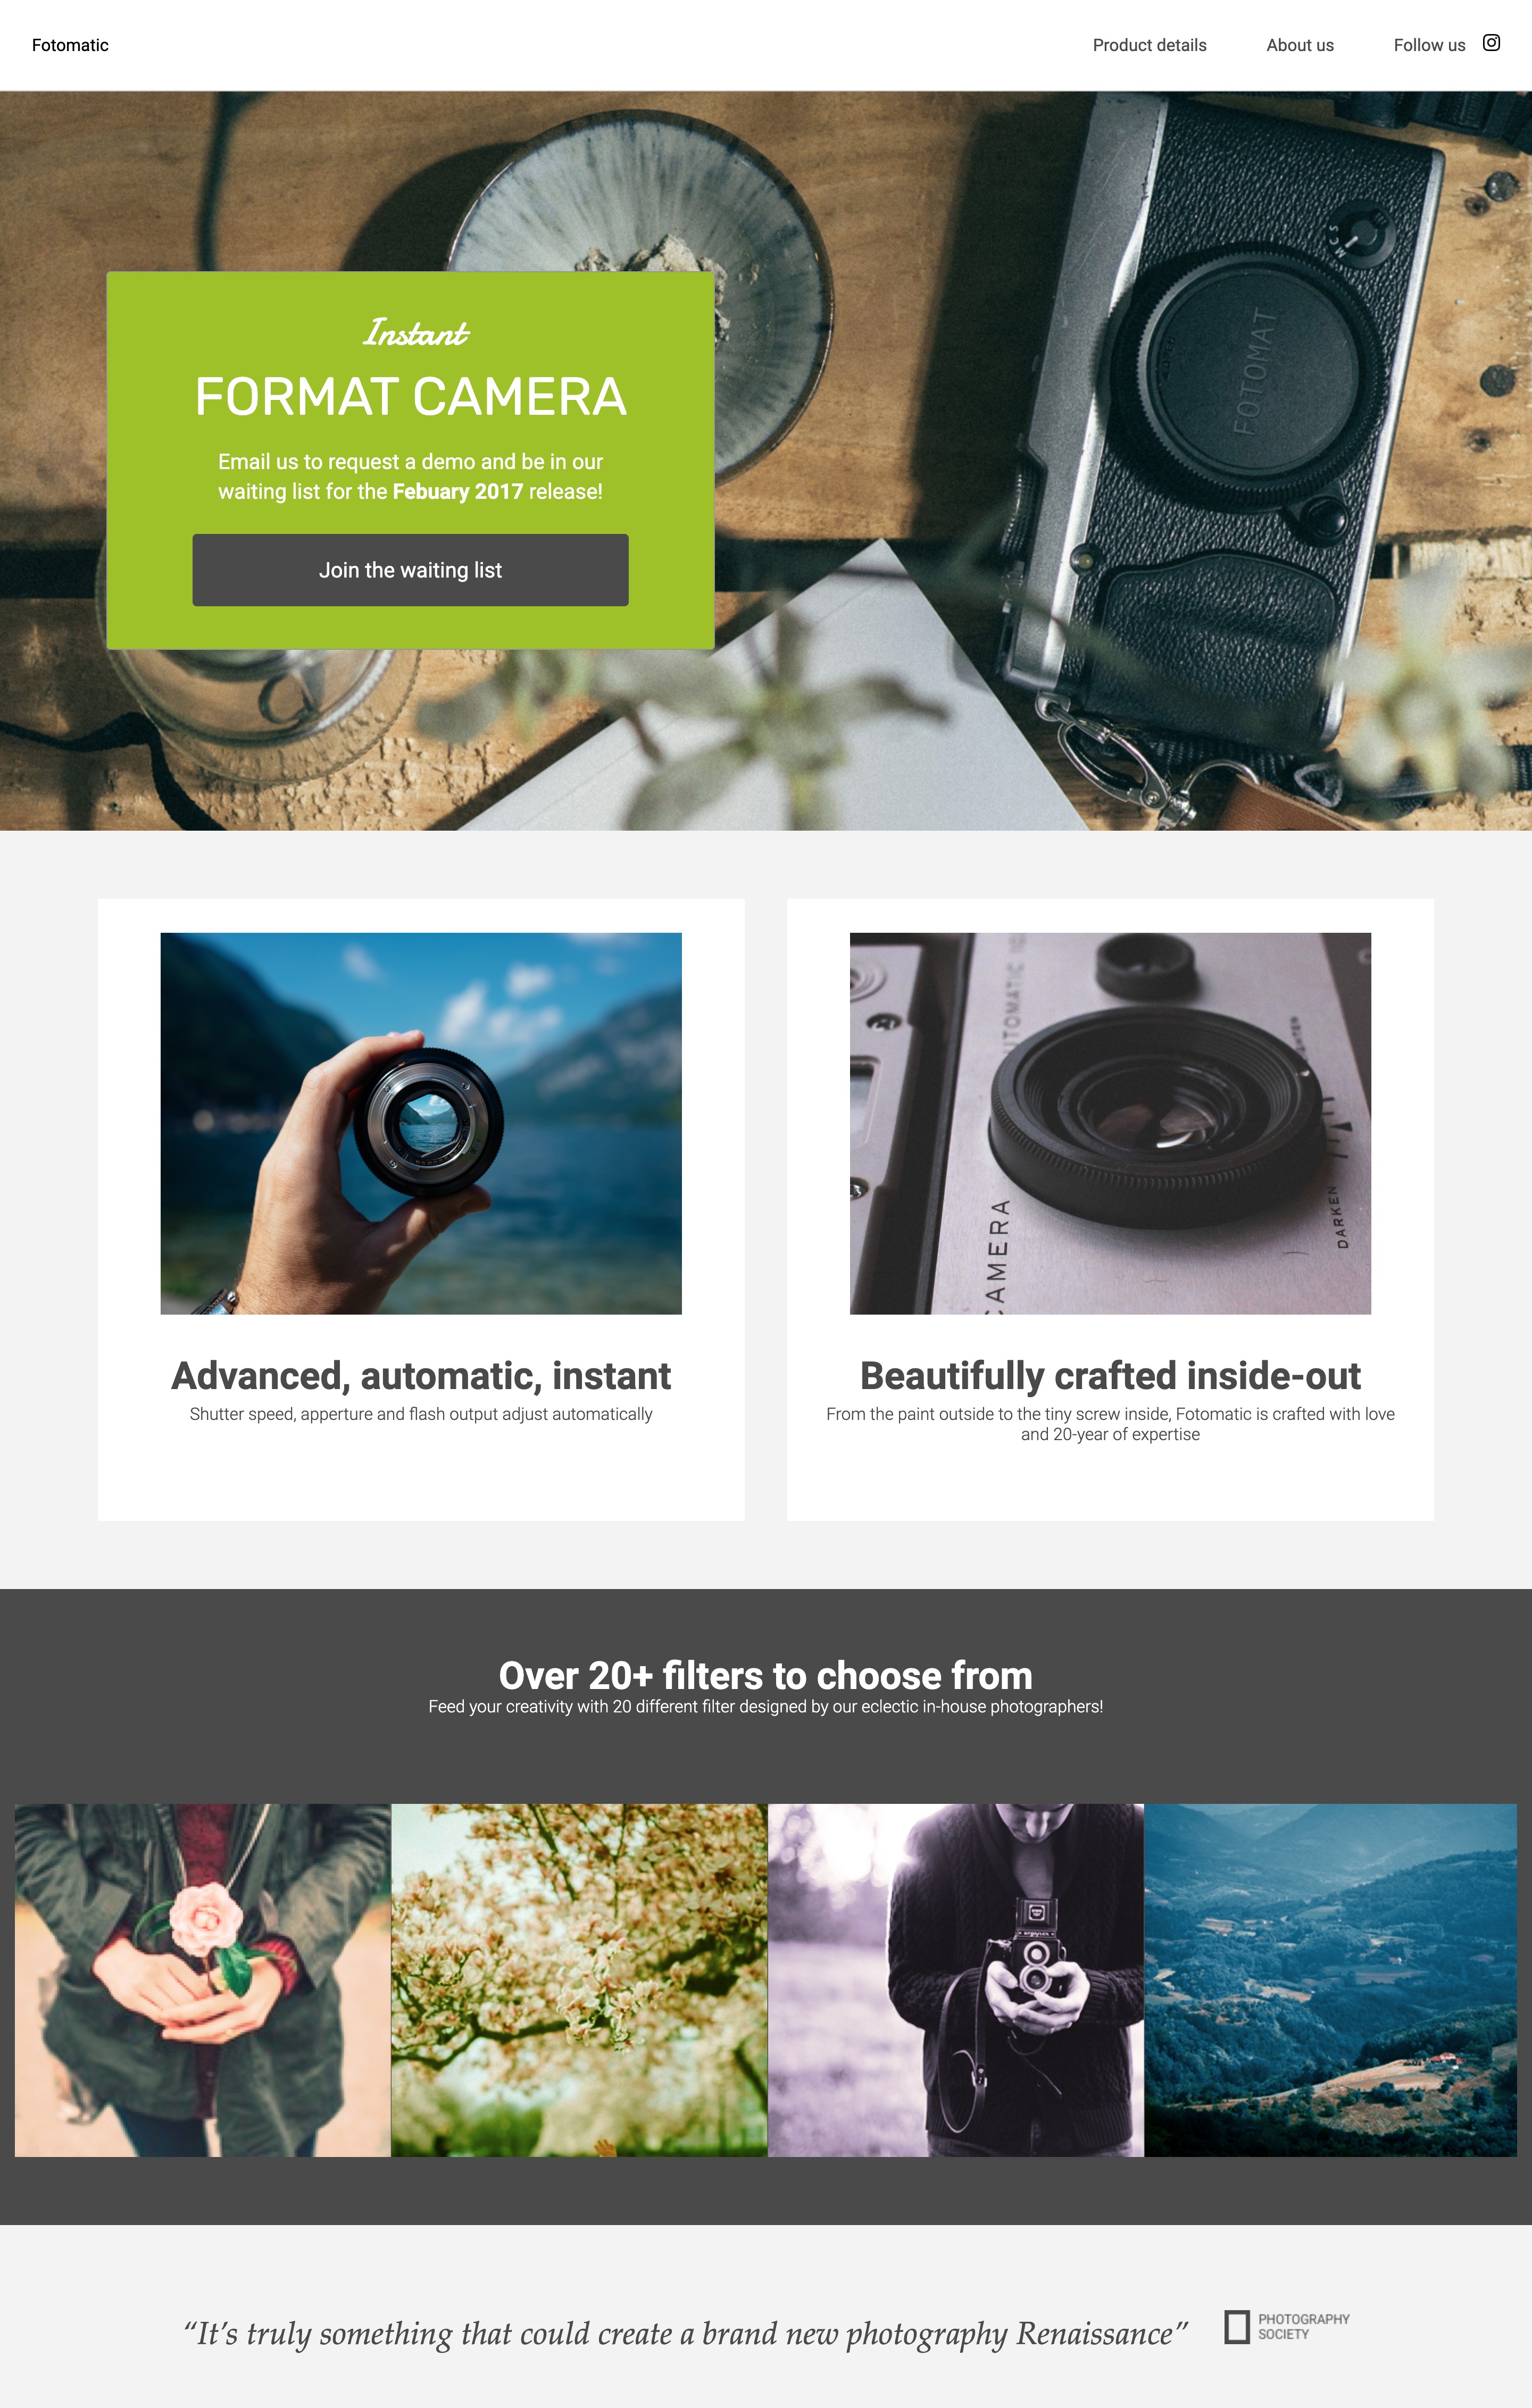 Fotomatic
Product details
About us
Follow us
Instant
FORMAT CAMERA
Email us to request a demo and be in our
waiting list for the Febuary 2017 release!
Join the waiting list
M C S
FOTOMAT
CAMERA
DARKEN
Advanced, automatic, instant
Shutter speed, apperture and flash output adjust automatically
Beautifully crafted inside-out
From the paint outside to the tiny screw inside, Fotomatic is crafted with love
and 20-year of expertise
Over 20+ filters to choose from
Feed your creativity with 20 different filter designed by our eclectic in-house photographers!
“It’s truly something that could create a brand new photography Renaissance”
PHOTOGRAPHY
SOCIETY